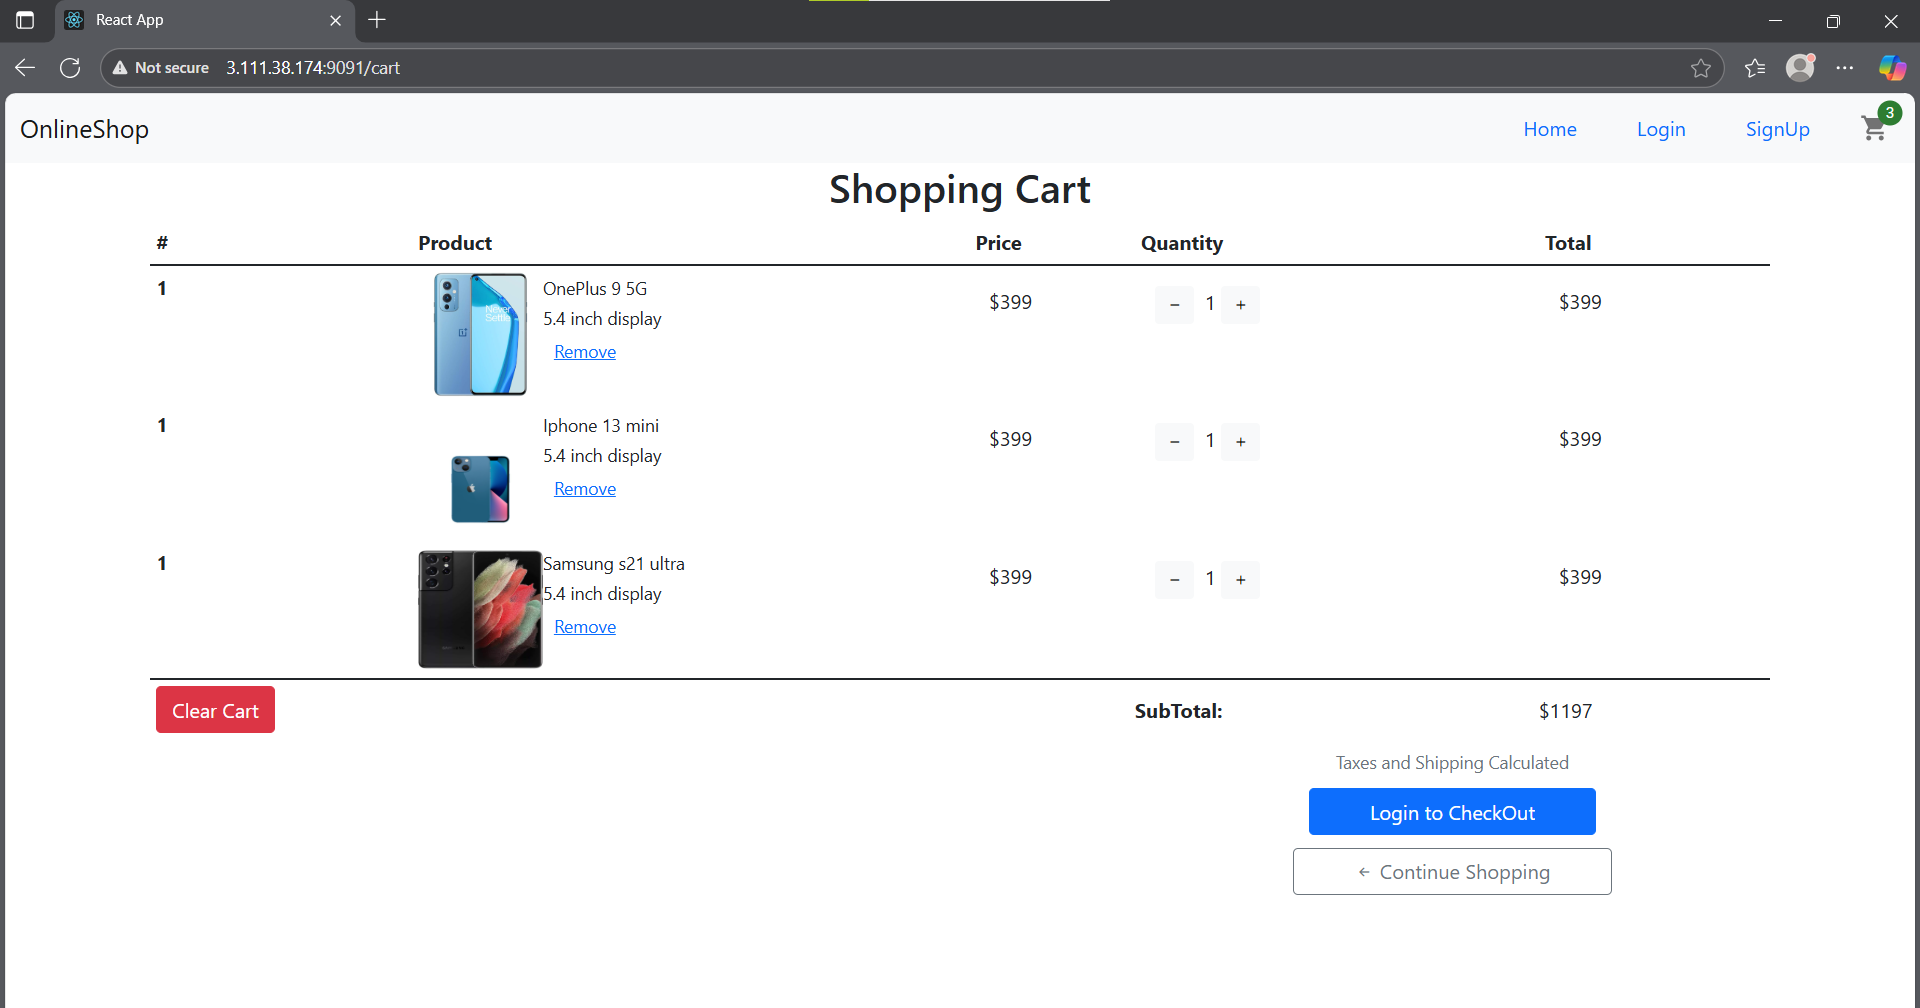 React App
Not secure 3.111.38.174:9091/cart
OnlineShop Home Login SignUp 3
Shopping Cart
# Product Price Quantity Total
1 OnePlus 9 5G $399 − 1 + $399
5.4 inch display
Remove
Never
Settle
1 Iphone 13 mini $399 − 1 + $399
5.4 inch display
Remove
1 Samsung s21 ultra $399 − 1 + $399
5.4 inch display
Remove
Clear Cart SubTotal: $1197
Taxes and Shipping Calculated
Login to CheckOut
← Continue Shopping